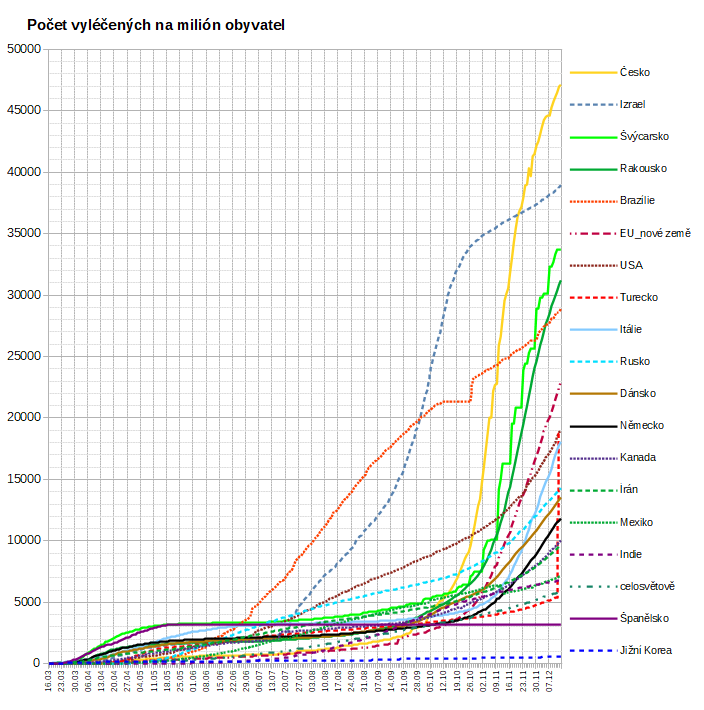 Počet vyléčených na milión obyvatel
50000
45000
40000
35000
30000
25000
20000
15000
10000
5000
0
Česko
Izrael
Švýcarsko
Rakousko
Brazílie
EU_nové země
USA
Turecko
Itálie
Rusko
Dánsko
Německo
Kanada
Írán
Mexiko
Indie
celosvětově
Španělsko
Jižní Korea
16.03 23.03 30.03 06.04 13.04 20.04 27.04 04.05 11.05 18.05 25.05 01.06 08.06 15.06 22.06 29.06 06.07 13.07 20.07 27.07 03.08 10.08 17.08 24.08 31.08 07.09 14.09 21.09 28.09 05.10 12.10 19.10 26.10 02.11 09.11 16.11 23.11 30.11 07.12